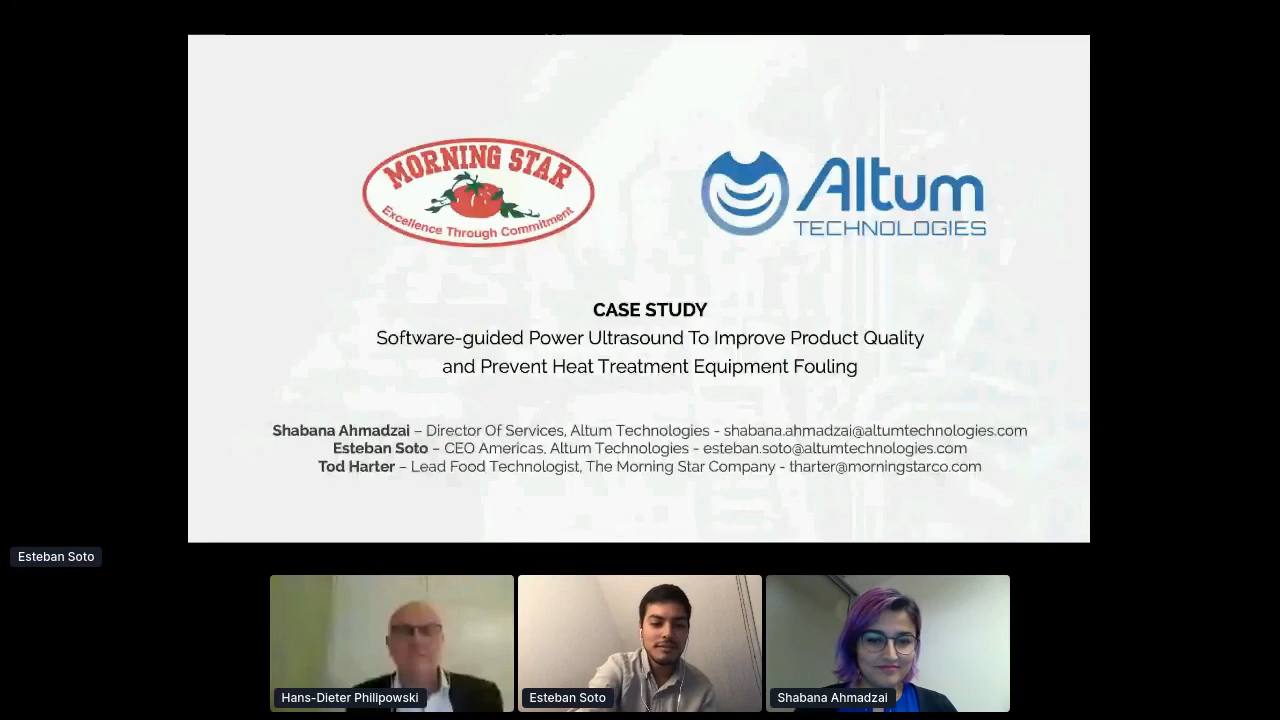 MORNING STAR
Excellence Through Commitment
Altum
TECHNOLOGIES
CASE STUDY
Software-guided Power Ultrasound To Improve Product Quality
and Prevent Heat Treatment Equipment Fouling
Shabana Ahmadzai – Director Of Services, Altum Technologies - shabana.ahmadzai@altumtechnologies.com
Esteban Soto – CEO Americas, Altum Technologies - esteban.soto@altumtechnologies.com
Tod Harter – Lead Food Technologist, The Morning Star Company - tharter@morningstarco.com
Esteban Soto
Hans-Dieter Philipowski
Esteban Soto
Shabana Ahmadzai